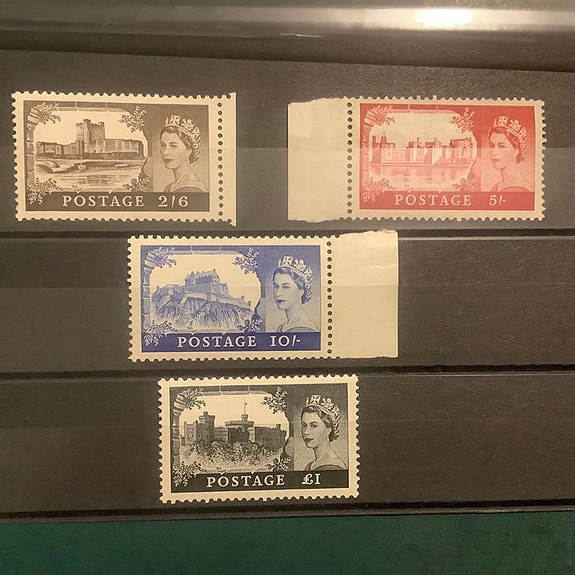 POSTAGE 2/6
POSTAGE 5/-
POSTAGE 10/-
POSTAGE £1